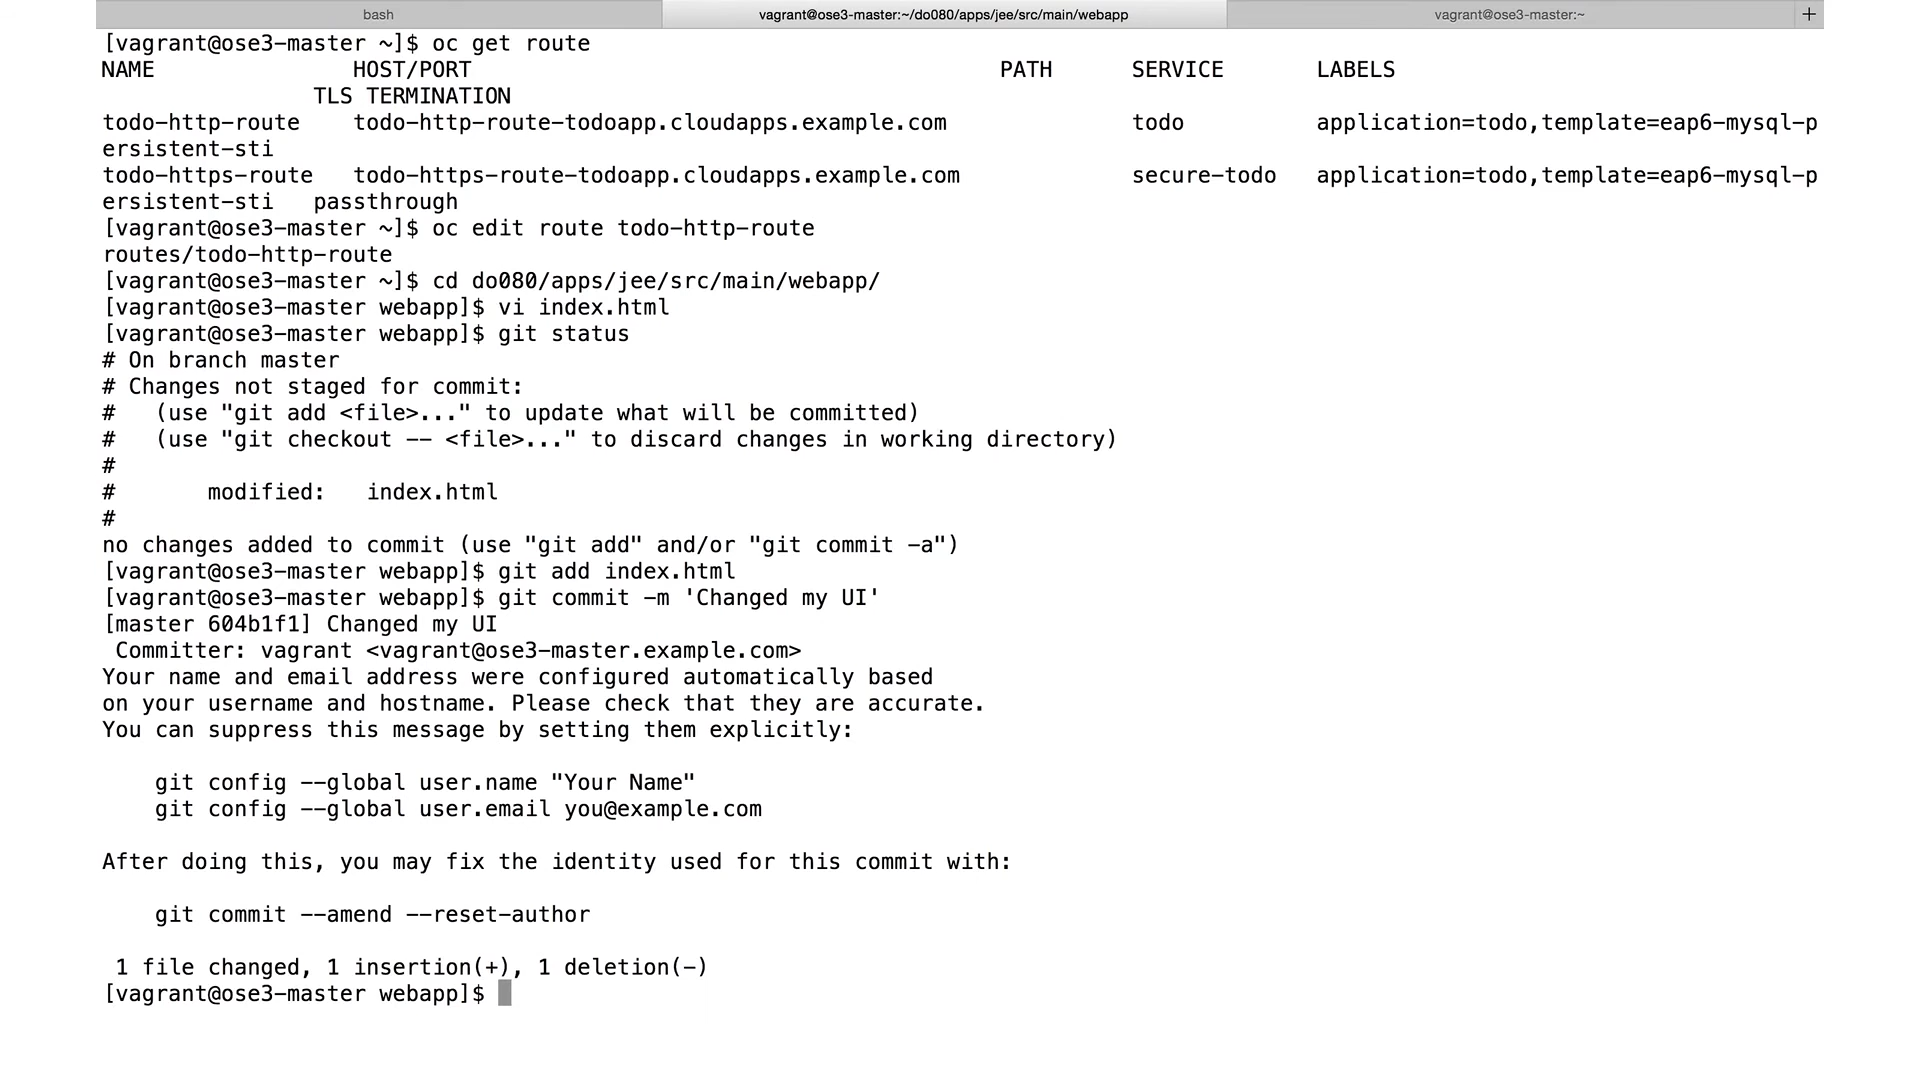 bash
vagrant@ose3-master:~/do080/apps/jee/src/main/webapp
vagrant@ose3-master:~
+
[vagrant@ose3-master ~]$ oc get route
NAME HOST/PORT PATH SERVICE LABELS
TLS TERMINATION
todo-http-route todo-http-route-todoapp.cloudapps.example.com todo application=todo,template=eap6-mysql-p
ersistent-sti
todo-https-route todo-https-route-todoapp.cloudapps.example.com secure-todo application=todo,template=eap6-mysql-p
ersistent-sti passthrough
[vagrant@ose3-master ~]$ oc edit route todo-http-route
routes/todo-http-route
[vagrant@ose3-master ~]$ cd do080/apps/jee/src/main/webapp/
[vagrant@ose3-master webapp]$ vi index.html
[vagrant@ose3-master webapp]$ git status
# On branch master
# Changes not staged for commit:
#   (use "git add <file>..." to update what will be committed)
#   (use "git checkout -- <file>..." to discard changes in working directory)
#
#       modified:   index.html
#
no changes added to commit (use "git add" and/or "git commit -a")
[vagrant@ose3-master webapp]$ git add index.html
[vagrant@ose3-master webapp]$ git commit -m 'Changed my UI'
[master 604b1f1] Changed my UI
Committer: vagrant <vagrant@ose3-master.example.com>
Your name and email address were configured automatically based
on your username and hostname. Please check that they are accurate.
You can suppress this message by setting them explicitly:
git config --global user.name "Your Name"
git config --global user.email you@example.com
After doing this, you may fix the identity used for this commit with:
git commit --amend --reset-author
1 file changed, 1 insertion(+), 1 deletion(-)
[vagrant@ose3-master webapp]$